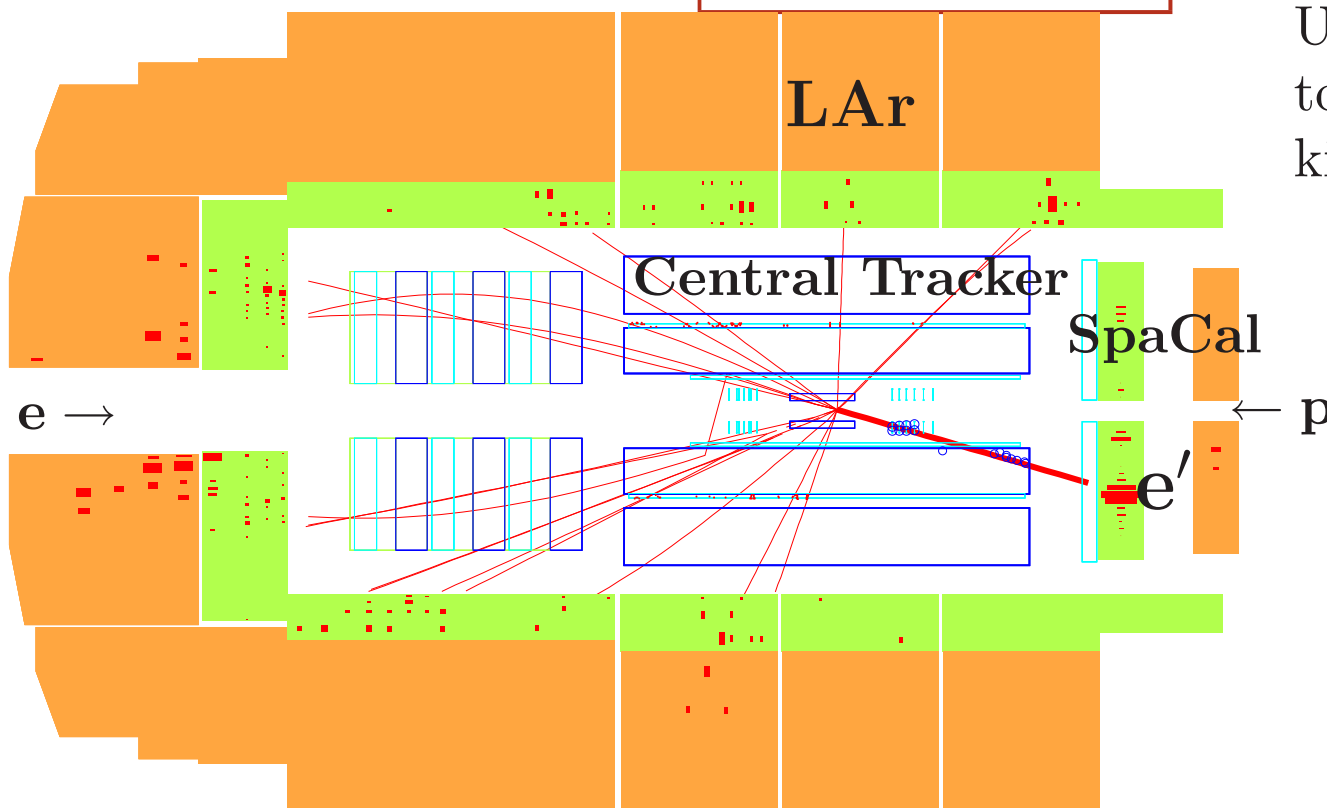 LAr
Central Tracker
SpaCal
e →
← p
e′